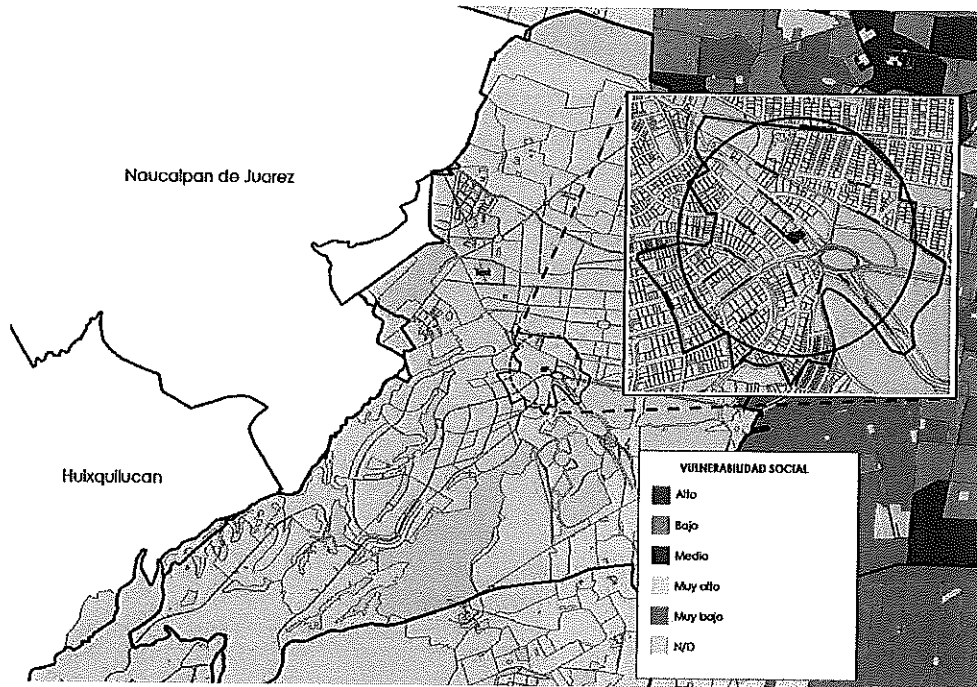 Naucalpan de Juarez
Huixquilucan
VULNERABILIDAD SOCIAL
Alto
Bajo
Medio
Muy alto
Muy bajo
N/D